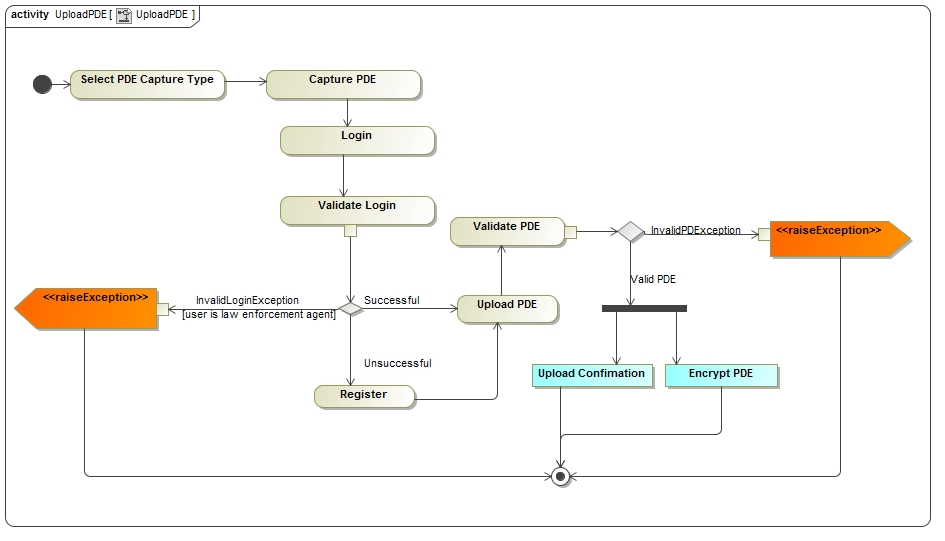 activity UploadPDE [ UploadPDE ]
Select PDE Capture Type
Capture PDE
Login
Validate Login
Validate PDE
InvalidPDException
<<raiseException>>
<<raiseException>>
InvalidLoginException
[user is law enforcement agent]
Successful
Upload PDE
Valid PDE
Unsuccessful
Register
Upload Confimation
Encrypt PDE